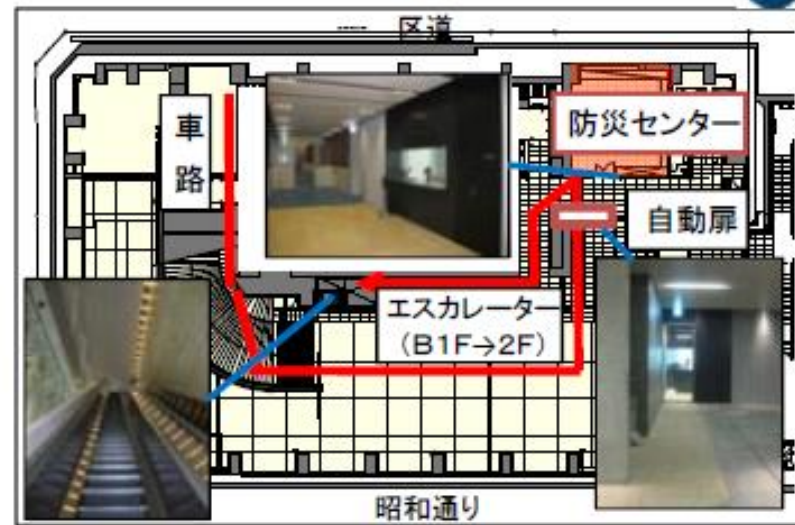 区道
車
路
防災センター
自動扉
エスカレーター
（B1F→2F）
昭和通り